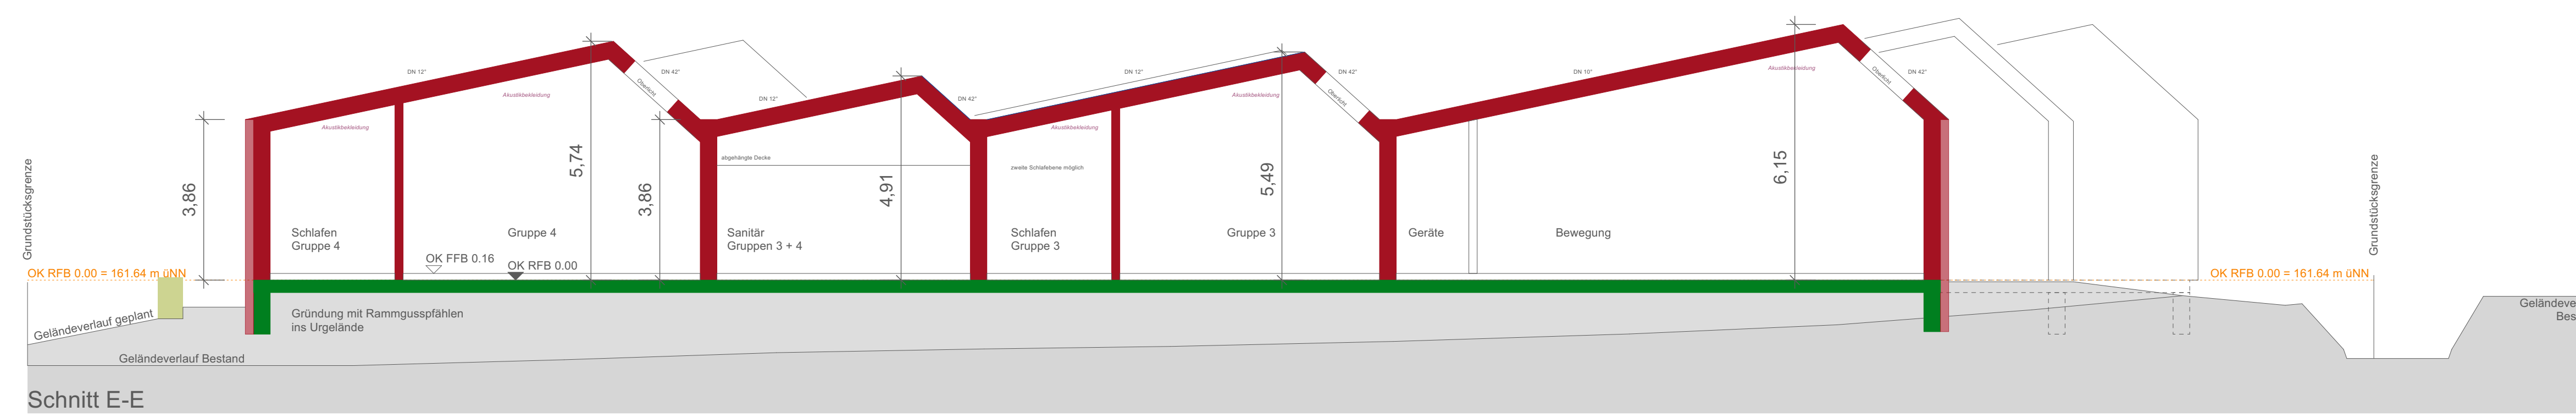 Grundstücksgrenze
OK RFB 0.00 = 161.64 m üNN
Geländeverlauf geplant
Geländeverlauf Bestand
Schnitt E-E
3,86
DN 12°
Akustikbekleidung
Akustikbekleidung
Schlafen
Gruppe 4
Gruppe 4
OK FFB 0.16
OK RFB 0.00
Gründung mit Rammgusspfählen
ins Urgelände
5,74
Oberlicht
DN 42°
3,86
abgehängte Decke
Sanitär
Gruppen 3 + 4
DN 12°
4,91
DN 42°
Akustikbekleidung
zweite Schlafebene möglich
Schlafen
Gruppe 3
DN 12°
Akustikbekleidung
Gruppe 3
5,49
Oberlicht
DN 42°
Geräte
Bewegung
DN 10°
Akustikbekleidung
6,15
Oberlicht
DN 42°
OK RFB 0.00 = 161.64 m üNN
Grundstücksgrenze
Geländeve
Bes